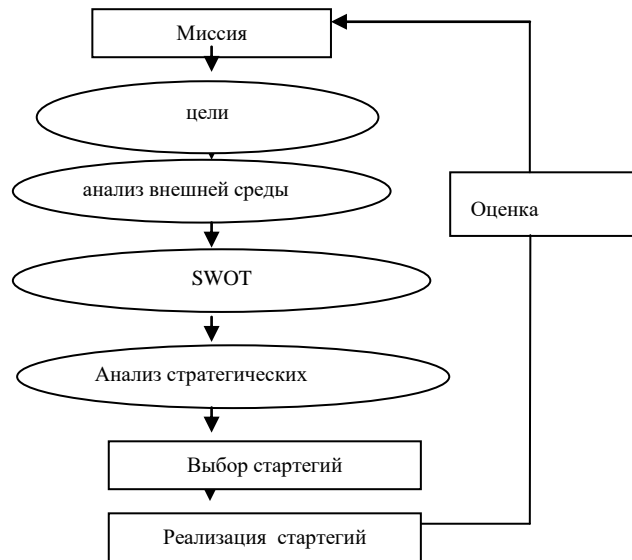 Миссия
цели
анализ внешней среды
Оценка
SWOT
Анализ стратегических
Выбор стартегий
Реализация стартегий